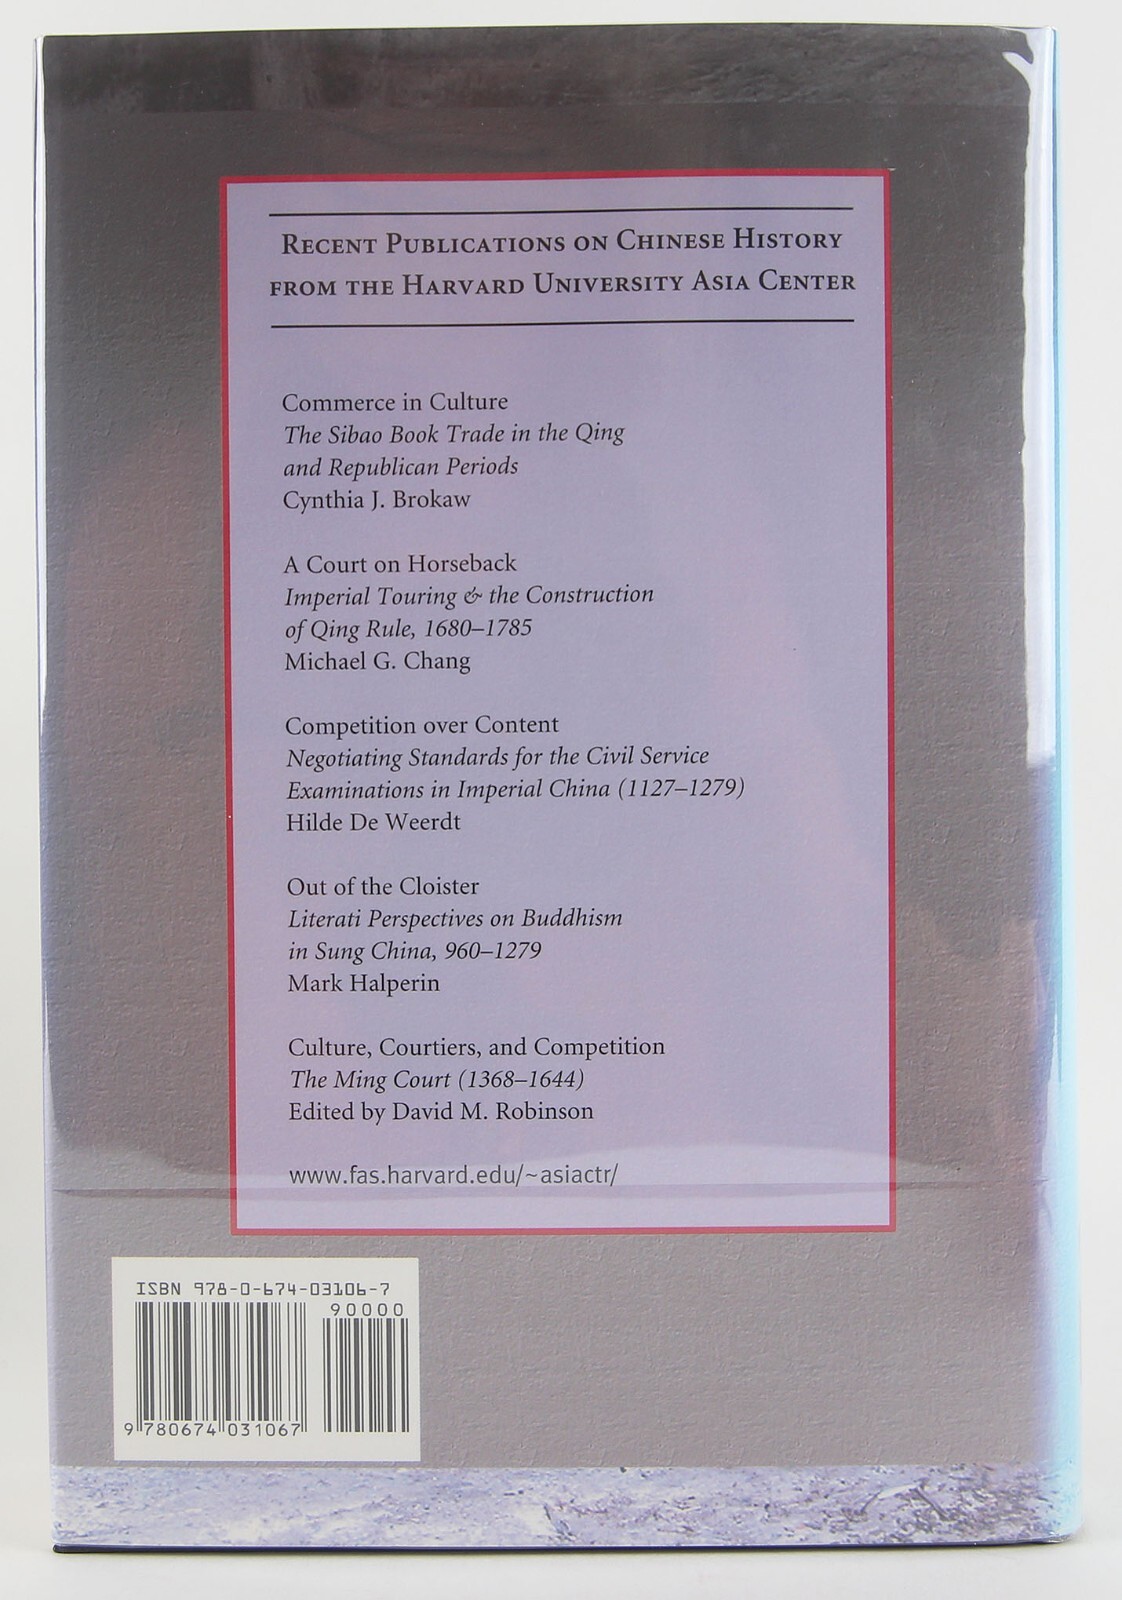 Recent Publications on Chinese History
from the Harvard University Asia Center
Commerce in Culture
The Sibao Book Trade in the Qing
and Republican Periods
Cynthia J. Brokaw
A Court on Horseback
Imperial Touring & the Construction
of Qing Rule, 1680–1785
Michael G. Chang
Competition over Content
Negotiating Standards for the Civil Service
Examinations in Imperial China (1127–1279)
Hilde De Weerdt
Out of the Cloister
Literati Perspectives on Buddhism
in Sung China, 960–1279
Mark Halperin
Culture, Courtiers, and Competition
The Ming Court (1368–1644)
Edited by David M. Robinson
www.fas.harvard.edu/~asiactr/
ISBN 978-0-674-03106-7
90000
9 780674 031067